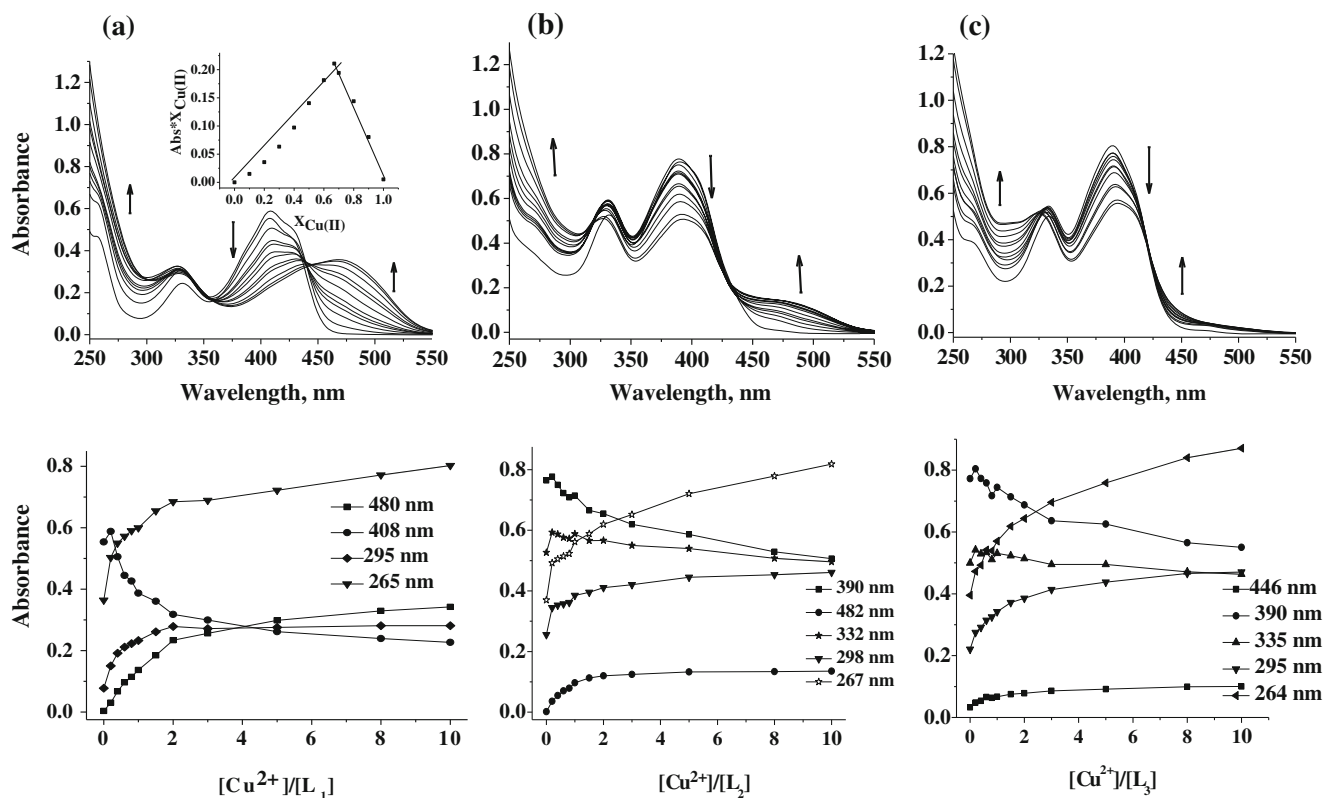 (a)
(b)
(c)
Absorbance
1.2
1.0
0.8
0.6
0.4
0.2
0.0
250 300 350 400 450 500 550
Wavelength, nm
Abs*X Cu(II)
0.20
0.15
0.10
0.05
0.00
0.0 0.2 0.4 0.6 0.8 1.0
X Cu(II)
1.2
1.0
0.8
0.6
0.4
0.2
0.0
250 300 350 400 450 500 550
Wavelength, nm
1.2
1.0
0.8
0.6
0.4
0.2
0.0
250 300 350 400 450 500 550
Wavelength, nm
Absorbance
0.8
0.6
0.4
0.2
0.0
0 2 4 6 8 10
[Cu2+]/[L1]
480 nm
408 nm
295 nm
265 nm
0.8
0.6
0.4
0.2
0.0
0 2 4 6 8 10
[Cu2+]/[L2]
390 nm
482 nm
332 nm
298 nm
267 nm
0.8
0.6
0.4
0.2
0.0
0 2 4 6 8 10
[Cu2+]/[L3]
446 nm
390 nm
335 nm
295 nm
264 nm